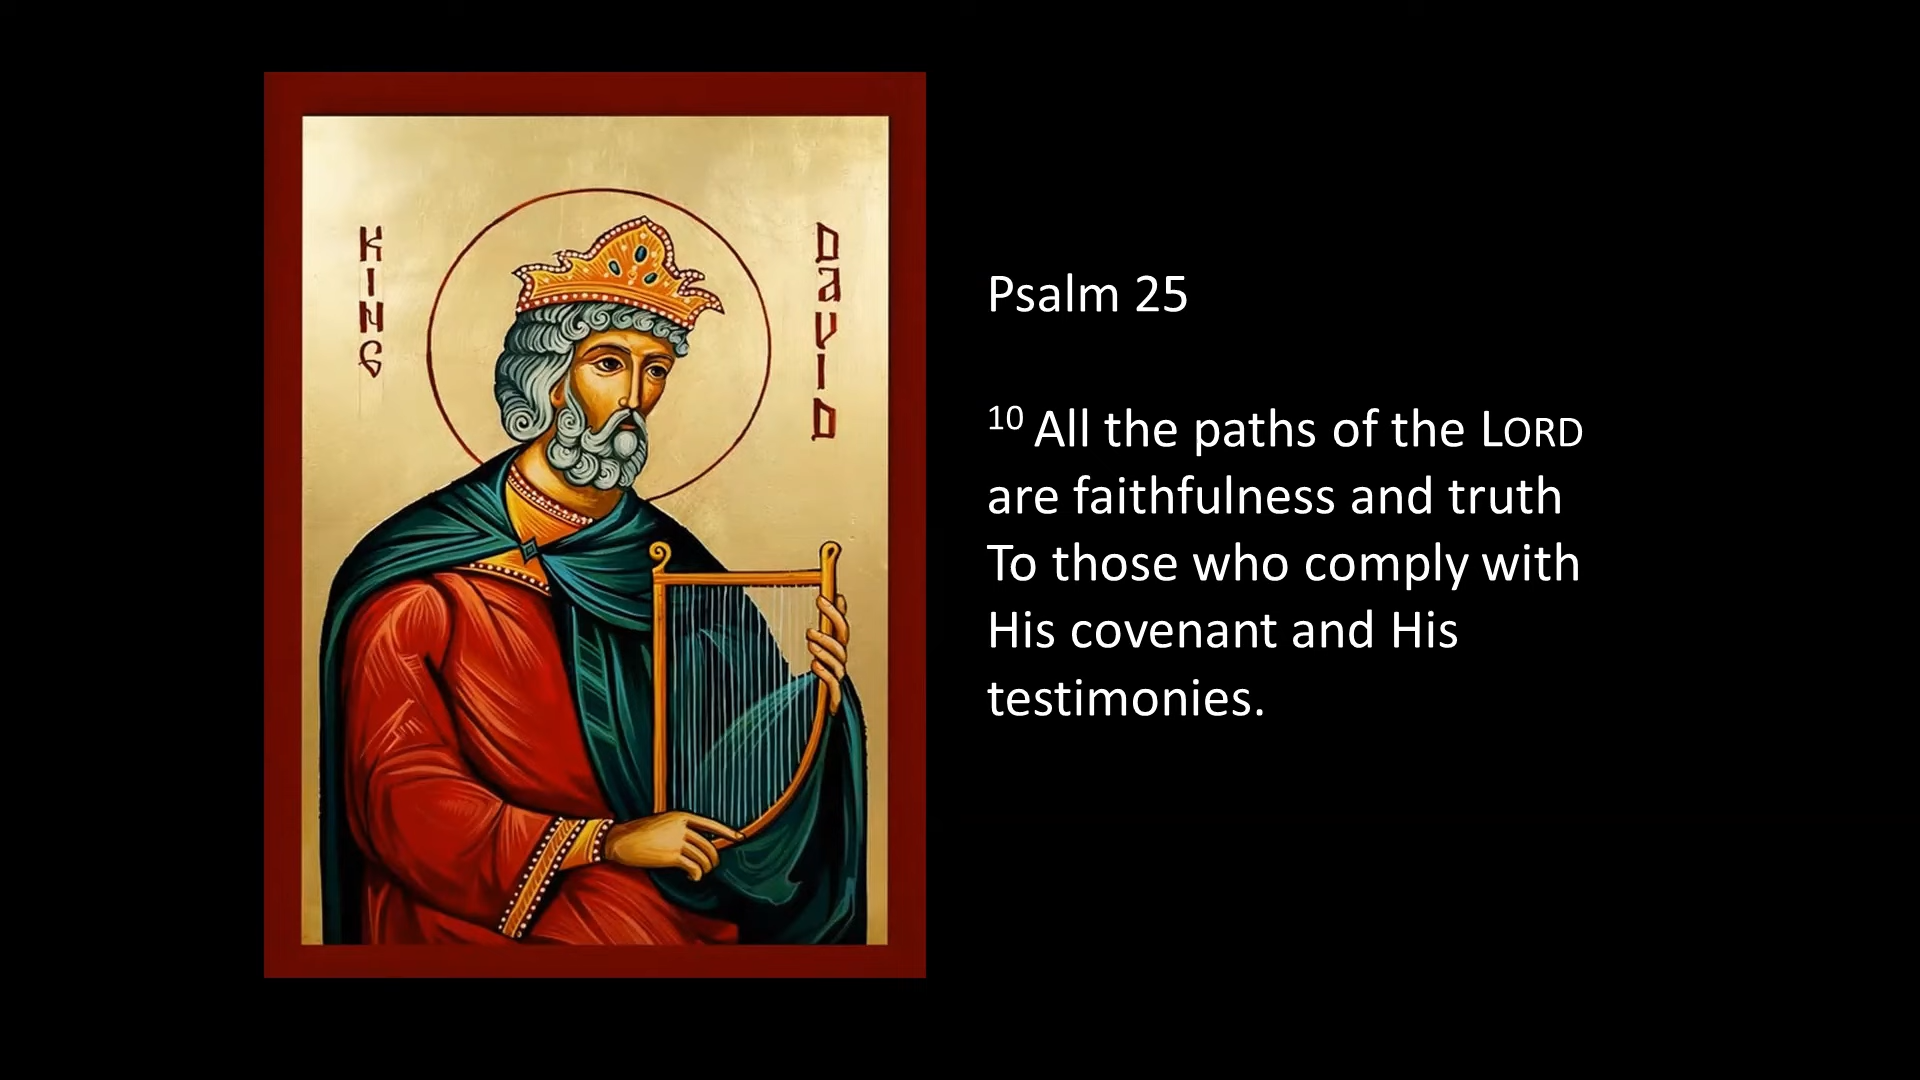 KING
DaVID
Psalm 25
10 All the paths of the LORD
are faithfulness and truth
To those who comply with
His covenant and His
testimonies.